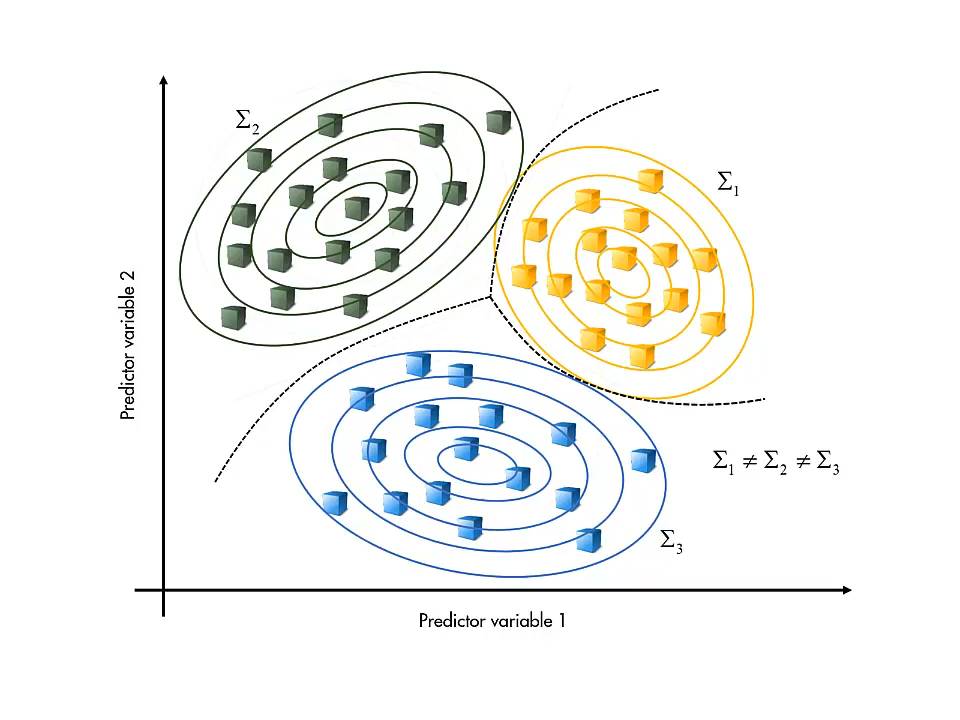 Σ₂
Σ₁
Predictor variable 2
Σ₁ ≠ Σ₂ ≠ Σ₃
Σ₃
Predictor variable 1